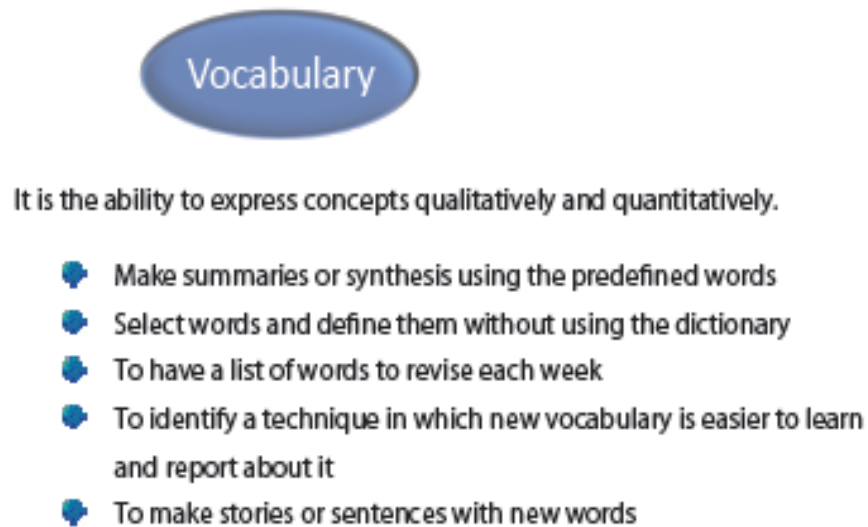 Vocabulary
It is the ability to express concepts qualitatively and quantitatively.
Make summaries or synthesis using the predefined words
Select words and define them without using the dictionary
To have a list of words to revise each week
To identify a technique in which new vocabulary is easier to learn
and report about it
To make stories or sentences with new words